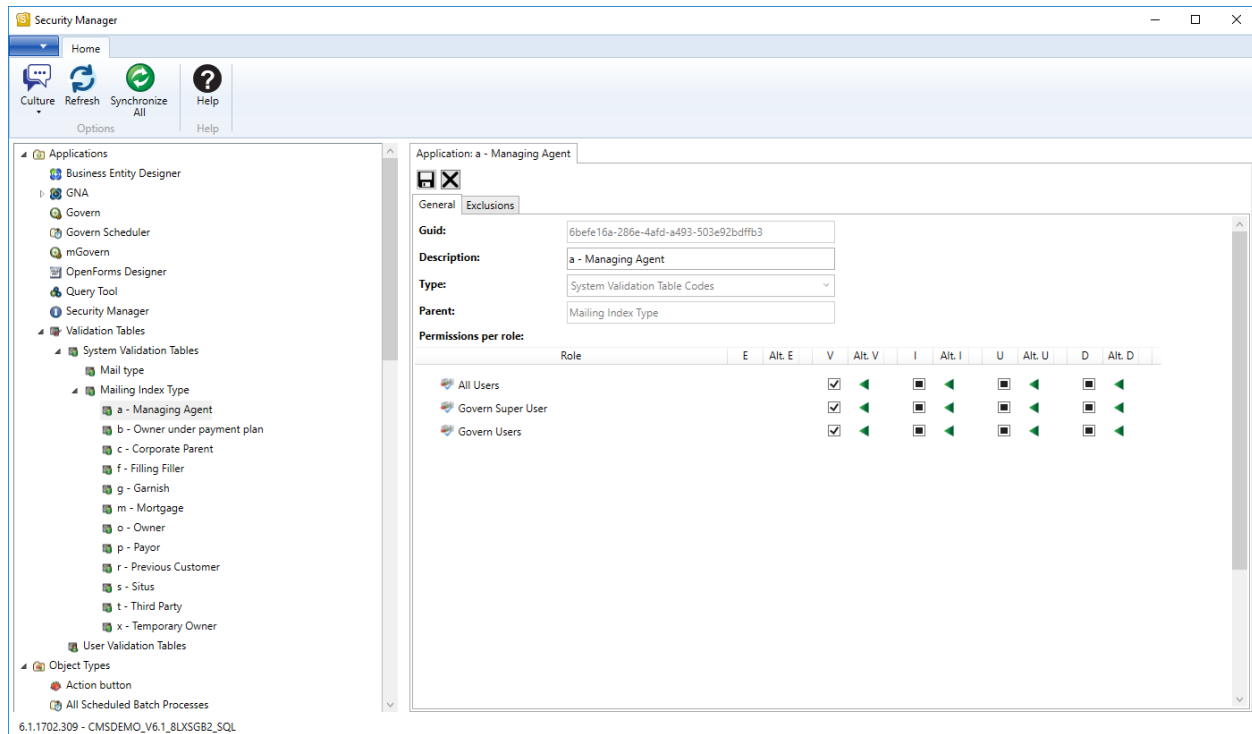 Security Manager
Home
Culture Refresh Synchronize All Help
Options Help
Applications
Business Entity Designer
GNA
Govern
Govern Scheduler
mGovern
OpenForms Designer
Query Tool
Security Manager
Validation Tables
System Validation Tables
Mail type
Mailing Index Type
a - Managing Agent
b - Owner under payment plan
c - Corporate Parent
f - Filling Filler
g - Garnish
m - Mortgage
o - Owner
p - Payor
r - Previous Customer
s - Situs
t - Third Party
x - Temporary Owner
User Validation Tables
Object Types
Action button
All Scheduled Batch Processes
Application: a - Managing Agent
General Exclusions
Guid: 6befe16a-286e-4afd-a493-503e92bdffb3
Description: a - Managing Agent
Type: System Validation Table Codes
Parent: Mailing Index Type
Permissions per role:
Role E Alt. E V Alt. V I Alt. I U Alt. U D Alt. D
All Users
Govern Super User
Govern Users
6.1.1702.309 - CMSDEMO_V6.1_8LXSGB2_SQL